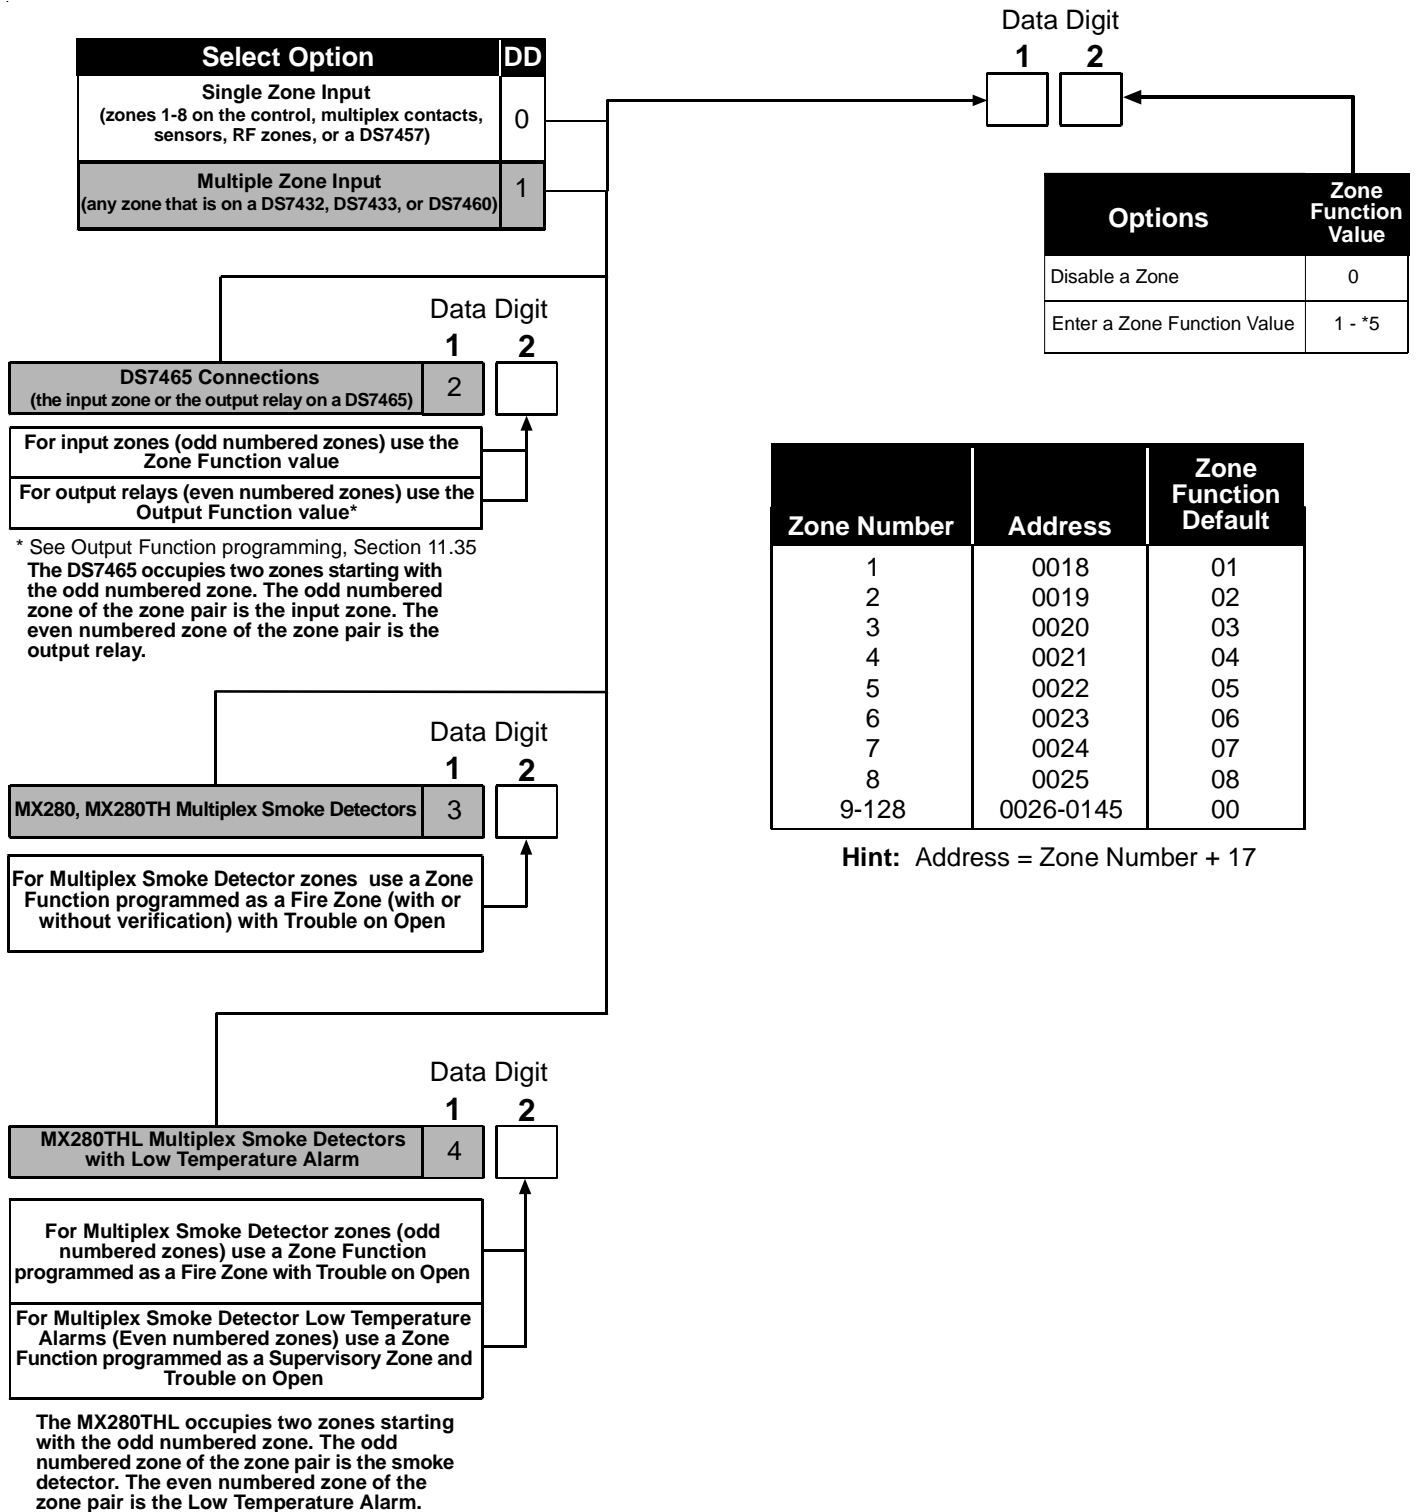 Select Option DD
Single Zone Input
(zones 1-8 on the control, multiplex contacts,
sensors, RF zones, or a DS7457)
0
Multiple Zone Input
(any zone that is on a DS7432, DS7433, or DS7460)
1
Data Digit
1 2
Options
Zone
Function
Value
Disable a Zone 0
Enter a Zone Function Value 1 - *5
Data Digit
1 2
DS7465 Connections
(the input zone or the output relay on a DS7465)
2
For input zones (odd numbered zones) use the
Zone Function value
For output relays (even numbered zones) use the
Output Function value*
* See Output Function programming, Section 11.35
The DS7465 occupies two zones starting with
the odd numbered zone. The odd numbered
zone of the zone pair is the input zone. The
even numbered zone of the zone pair is the
output relay.
Zone Number Address
Zone
Function
Default
1 0018 01
2 0019 02
3 0020 03
4 0021 04
5 0022 05
6 0023 06
7 0024 07
8 0025 08
9-128 0026-0145 00
Hint: Address = Zone Number + 17
Data Digit
1 2
MX280, MX280TH Multiplex Smoke Detectors 3
For Multiplex Smoke Detector zones use a Zone
Function programmed as a Fire Zone (with or
without verification) with Trouble on Open
Data Digit
1 2
MX280THL Multiplex Smoke Detectors
with Low Temperature Alarm
4
For Multiplex Smoke Detector zones (odd
numbered zones) use a Zone Function
programmed as a Fire Zone with Trouble on Open
For Multiplex Smoke Detector Low Temperature
Alarms (Even numbered zones) use a Zone
Function programmed as a Supervisory Zone and
Trouble on Open
The MX280THL occupies two zones starting
with the odd numbered zone. The odd
numbered zone of the zone pair is the smoke
detector. The even numbered zone of the
zone pair is the Low Temperature Alarm.